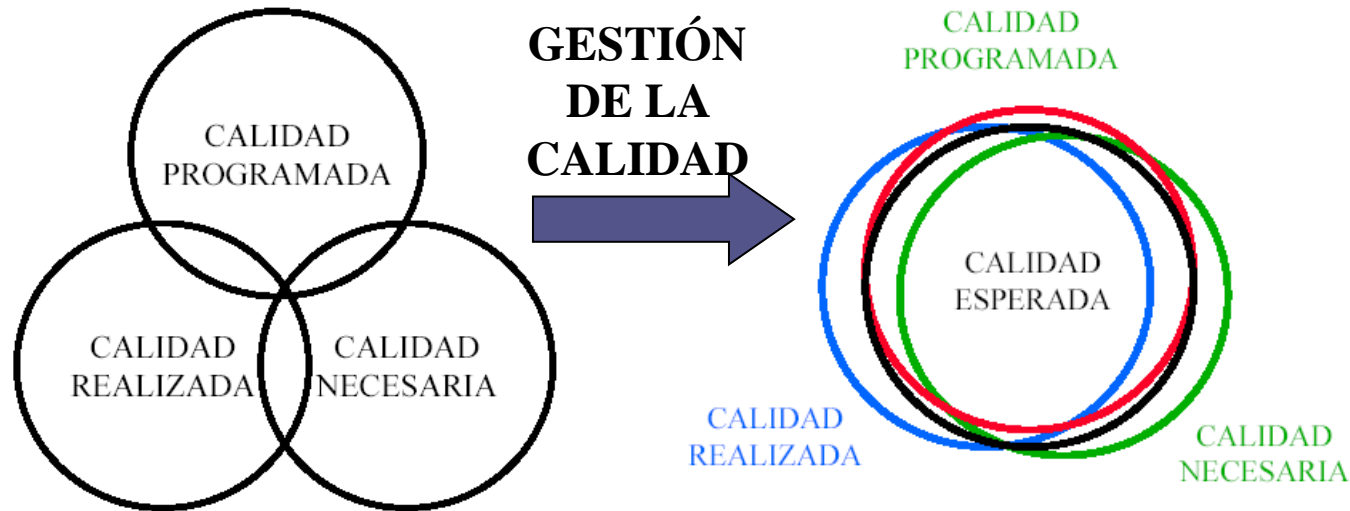 CALIDAD
PROGRAMADA
CALIDAD
REALIZADA
CALIDAD
NECESARIA
GESTIÓN
DE LA
CALIDAD
CALIDAD
PROGRAMADA
CALIDAD
ESPERADA
CALIDAD
REALIZADA
CALIDAD
NECESARIA